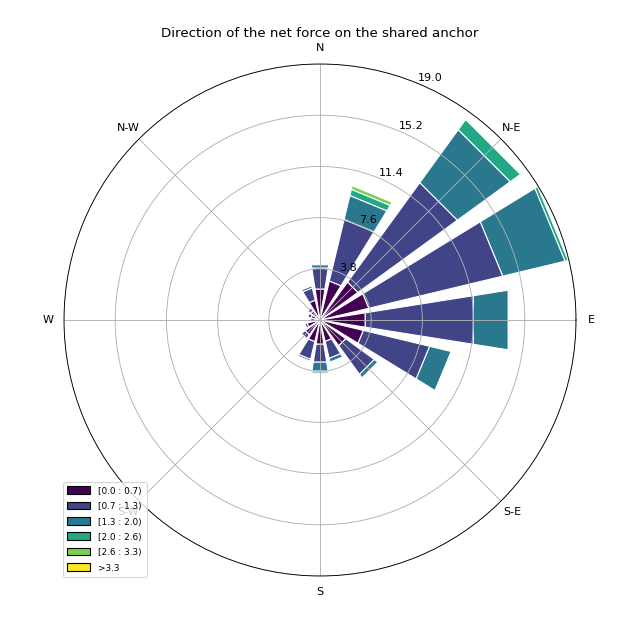 Direction of the net force on the shared anchor
N
19.0
N-W
15.2
N-E
11.4
7.6
3.8
W
E
[0.0 : 0.7)
[0.7 : 1.3)
S-W
S-E
[1.3 : 2.0)
[2.0 : 2.6)
[2.6 : 3.3)
>3.3
S